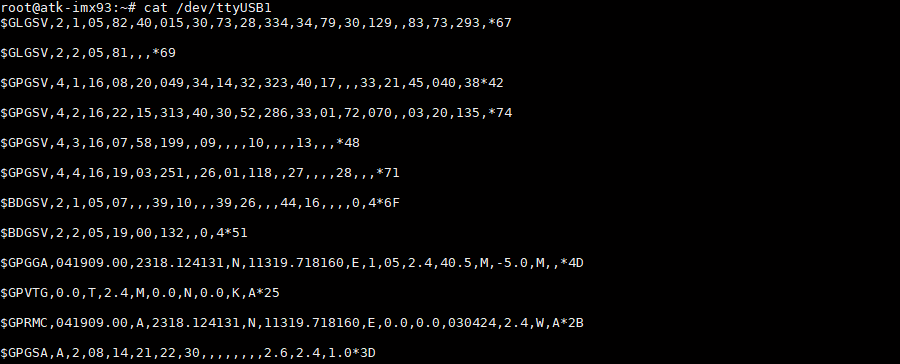 root@atk-imx93:~# cat /dev/ttyUSB1
$GLGSV,2,1,05,82,40,015,30,73,28,334,34,79,30,129,,83,73,293,*67
$GLGSV,2,2,05,81,,,*69
$GPGSV,4,1,16,08,20,049,34,14,32,323,40,17,,,33,21,45,040,38*42
$GPGSV,4,2,16,22,15,313,40,30,52,286,33,01,72,070,,03,20,135,*74
$GPGSV,4,3,16,07,58,199,,09,,,,10,,,,13,,,*48
$GPGSV,4,4,16,19,03,251,,26,01,118,,27,,,,28,,,*71
$BDGSV,2,1,05,07,,,39,10,,,39,26,,,44,16,,,,0,4*6F
$BDGSV,2,2,05,19,00,132,,0,4*51
$GPGGA,041909.00,2318.124131,N,11319.718160,E,1,05,2.4,40.5,M,-5.0,M,,*4D
$GPVTG,0.0,T,2.4,M,0.0,N,0.0,K,A*25
$GPRMC,041909.00,A,2318.124131,N,11319.718160,E,0.0,0.0,030424,2.4,W,A*2B
$GPGSA,A,2,08,14,21,22,30,,,,,,,,2.6,2.4,1.0*3D